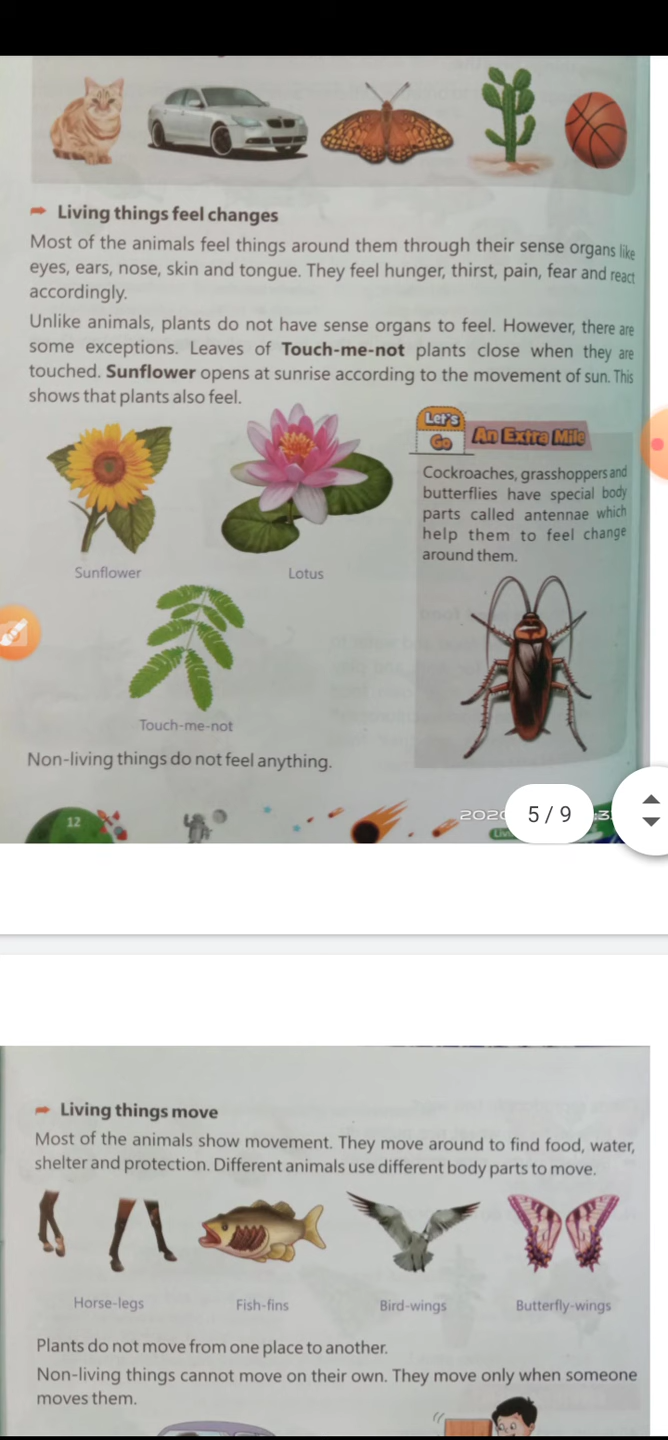 Living things feel changes
Most of the animals feel things around them through their sense organs like
eyes, ears, nose, skin and tongue. They feel hunger, thirst, pain, fear and react
accordingly.
Unlike animals, plants do not have sense organs to feel. However, there are
some exceptions. Leaves of Touch-me-not plants close when they are
touched. Sunflower opens at sunrise according to the movement of sun. This
shows that plants also feel.
Let's
Go
An Extra Mile
Cockroaches, grasshoppers and
butterflies have special body
parts called antennae which
help them to feel change
around them.
Sunflower
Lotus
Touch-me-not
Non-living things do not feel anything.
12
5 / 9
Living things move
Most of the animals show movement. They move around to find food, water,
shelter and protection. Different animals use different body parts to move.
Horse-legs
Fish-fins
Bird-wings
Butterfly-wings
Plants do not move from one place to another.
Non-living things cannot move on their own. They move only when someone
moves them.